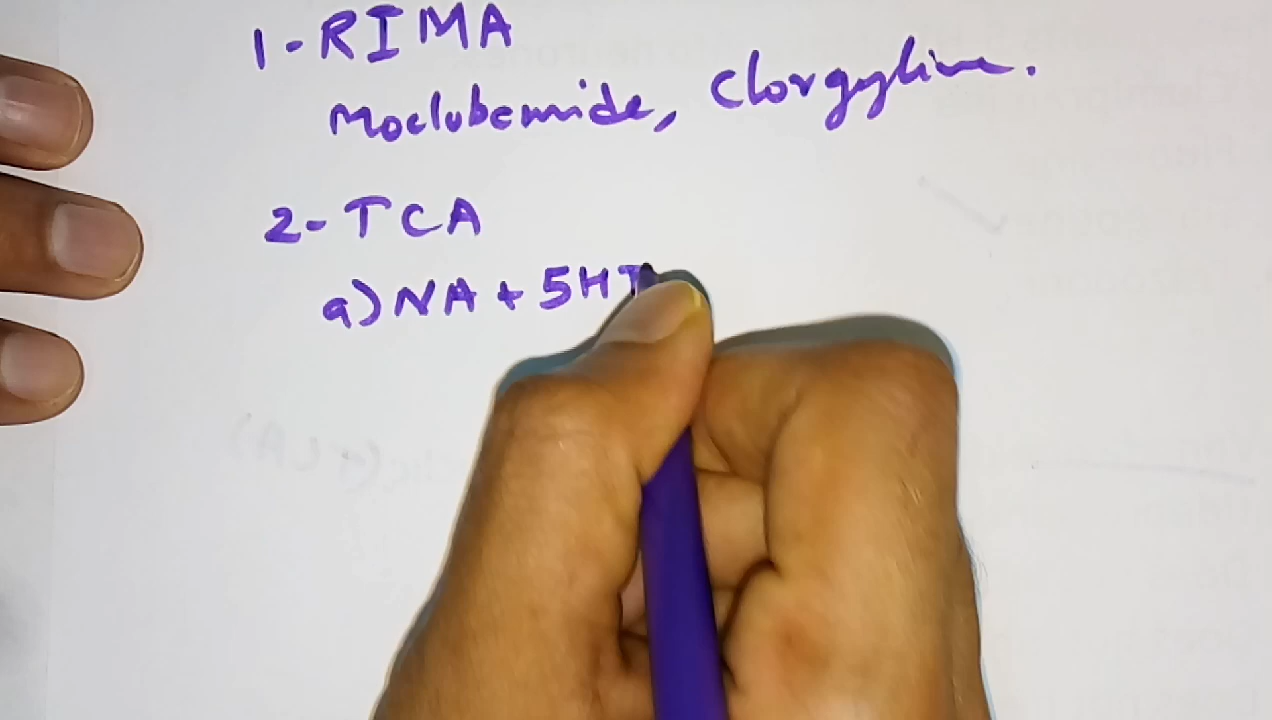 1-RIMA
Moclobemide, Clorgyline.
2-TCA
a) NA + 5HT